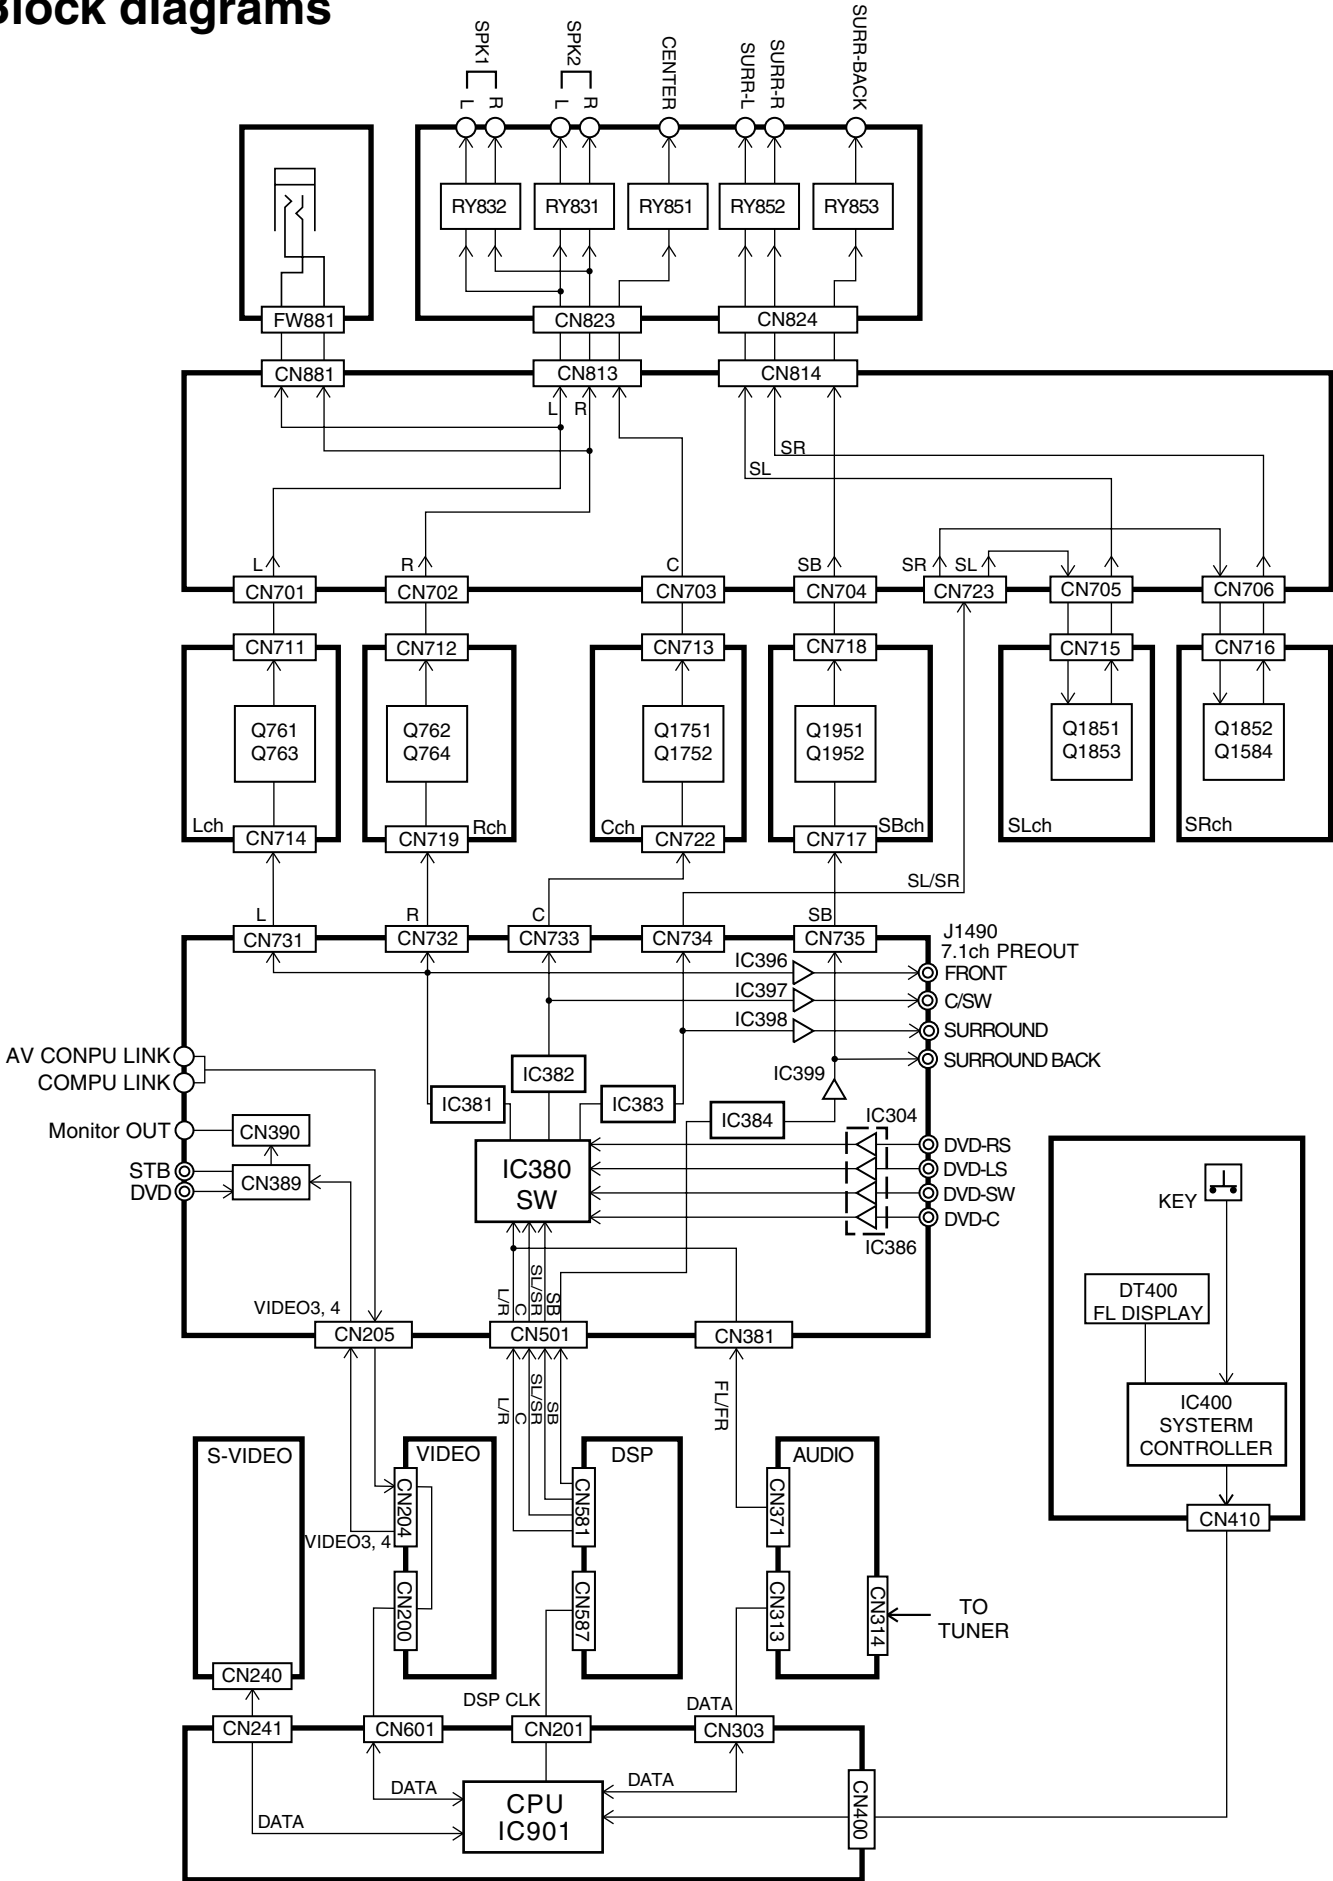 Block diagrams
SPK1
SPK2
CENTER
SURR-L
SURR-R
SURR-BACK
L
R
L
R
RY832
RY831
RY851
RY852
RY853
FW881
CN823
CN824
CN881
CN813
CN814
L
R
SR
SL
L
R
C
SB
SR
SL
CN701
CN702
CN703
CN704
CN723
CN705
CN706
CN711
CN712
CN713
CN718
CN715
CN716
Q761
Q763
Q762
Q764
Q1751
Q1752
Q1951
Q1952
Q1851
Q1853
Q1852
Q1584
Lch
CN714
CN719
Rch
Cch
CN722
CN717
SBch
SLch
SRch
SL/SR
L
R
C
SB
CN731
CN732
CN733
CN734
CN735
J1490
7.1ch PREOUT
IC396
FRONT
IC397
C/SW
IC398
SURROUND
SURROUND BACK
AV CONPU LINK
COMPU LINK
IC382
IC399
IC381
IC383
IC384
IC304
Monitor OUT
CN390
STB
DVD
CN389
IC380
SW
DVD-RS
DVD-LS
DVD-SW
DVD-C
IC386
KEY
DT400
FL DISPLAY
VIDEO3, 4
L/R
C
SL/SR
SB
CN205
CN501
CN381
IC400
SYSTERM
CONTROLLER
L/R
C
SL/SR
SB
FL/FR
S-VIDEO
VIDEO
DSP
AUDIO
CN204
CN581
CN371
CN410
VIDEO3, 4
CN200
CN587
CN313
CN314
TO
TUNER
CN240
DSP CLK
DATA
CN241
CN601
CN201
CN303
DATA
DATA
DATA
CPU
IC901
CN400